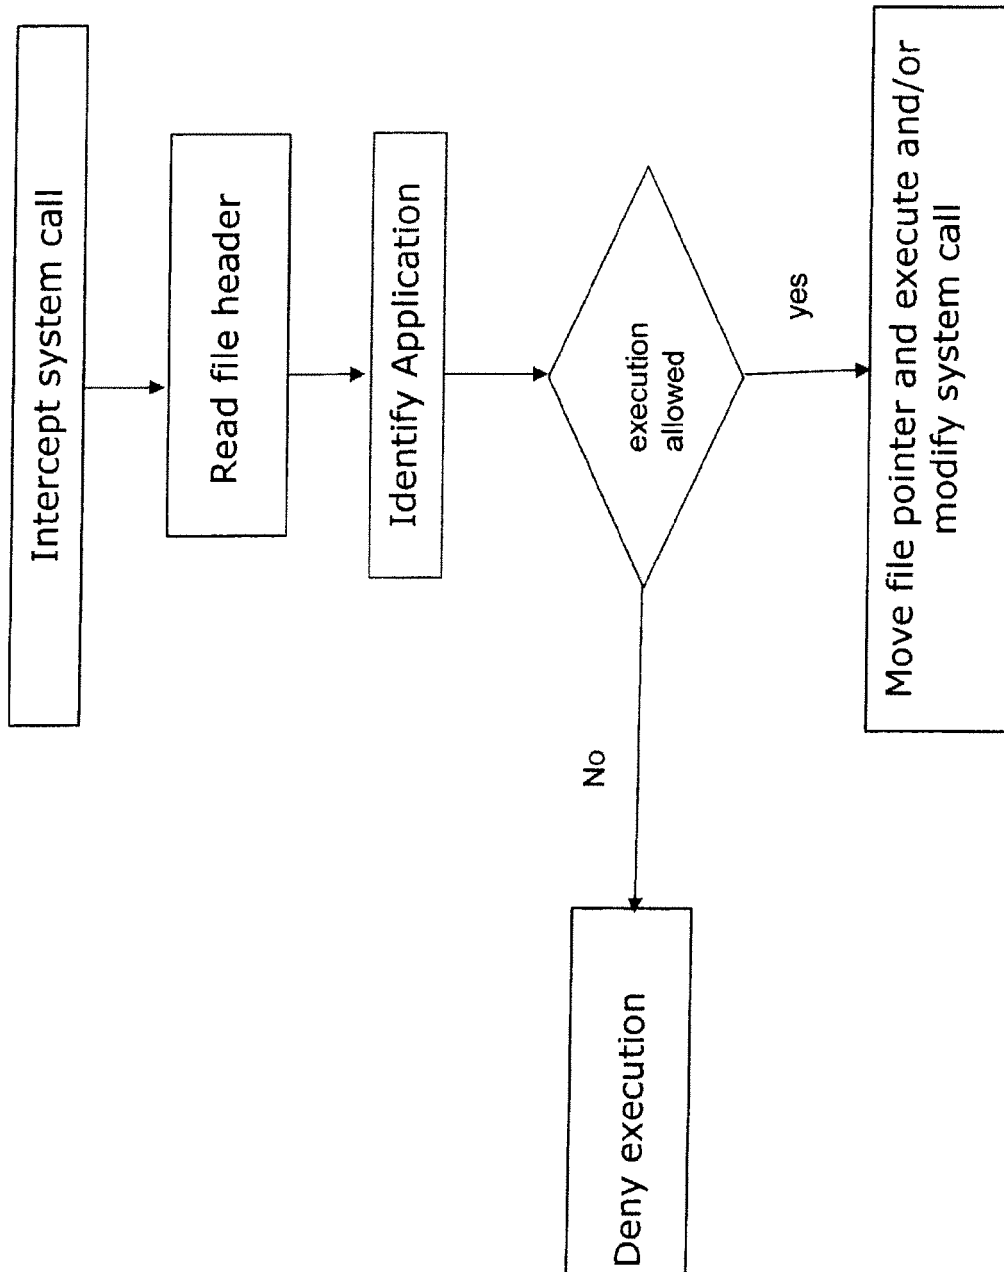 Intercept system call
Read file header
Identify Application
execution
allowed
No
yes
Deny execution
Move file pointer and execute and/or
modify system call